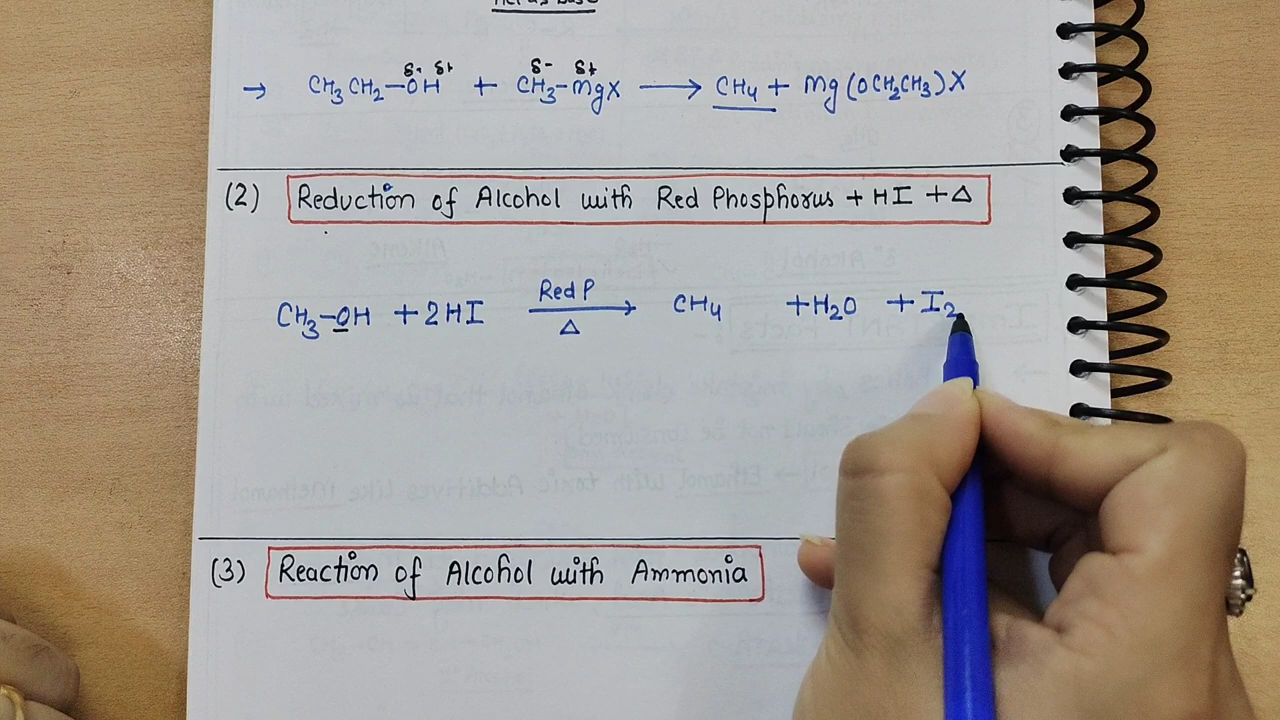 → CH3CH2–OH + CH3–MgX ⟶ CH4 + Mg(OCH2CH3)X
δ- δ+ δ- δ+
(2) Reduction of Alcohol with Red Phosphorus + HI + Δ
CH3–OH + 2HI Red P Δ ⟶ CH4 + H2O + I2
(3) Reaction of Alcohol with Ammonia